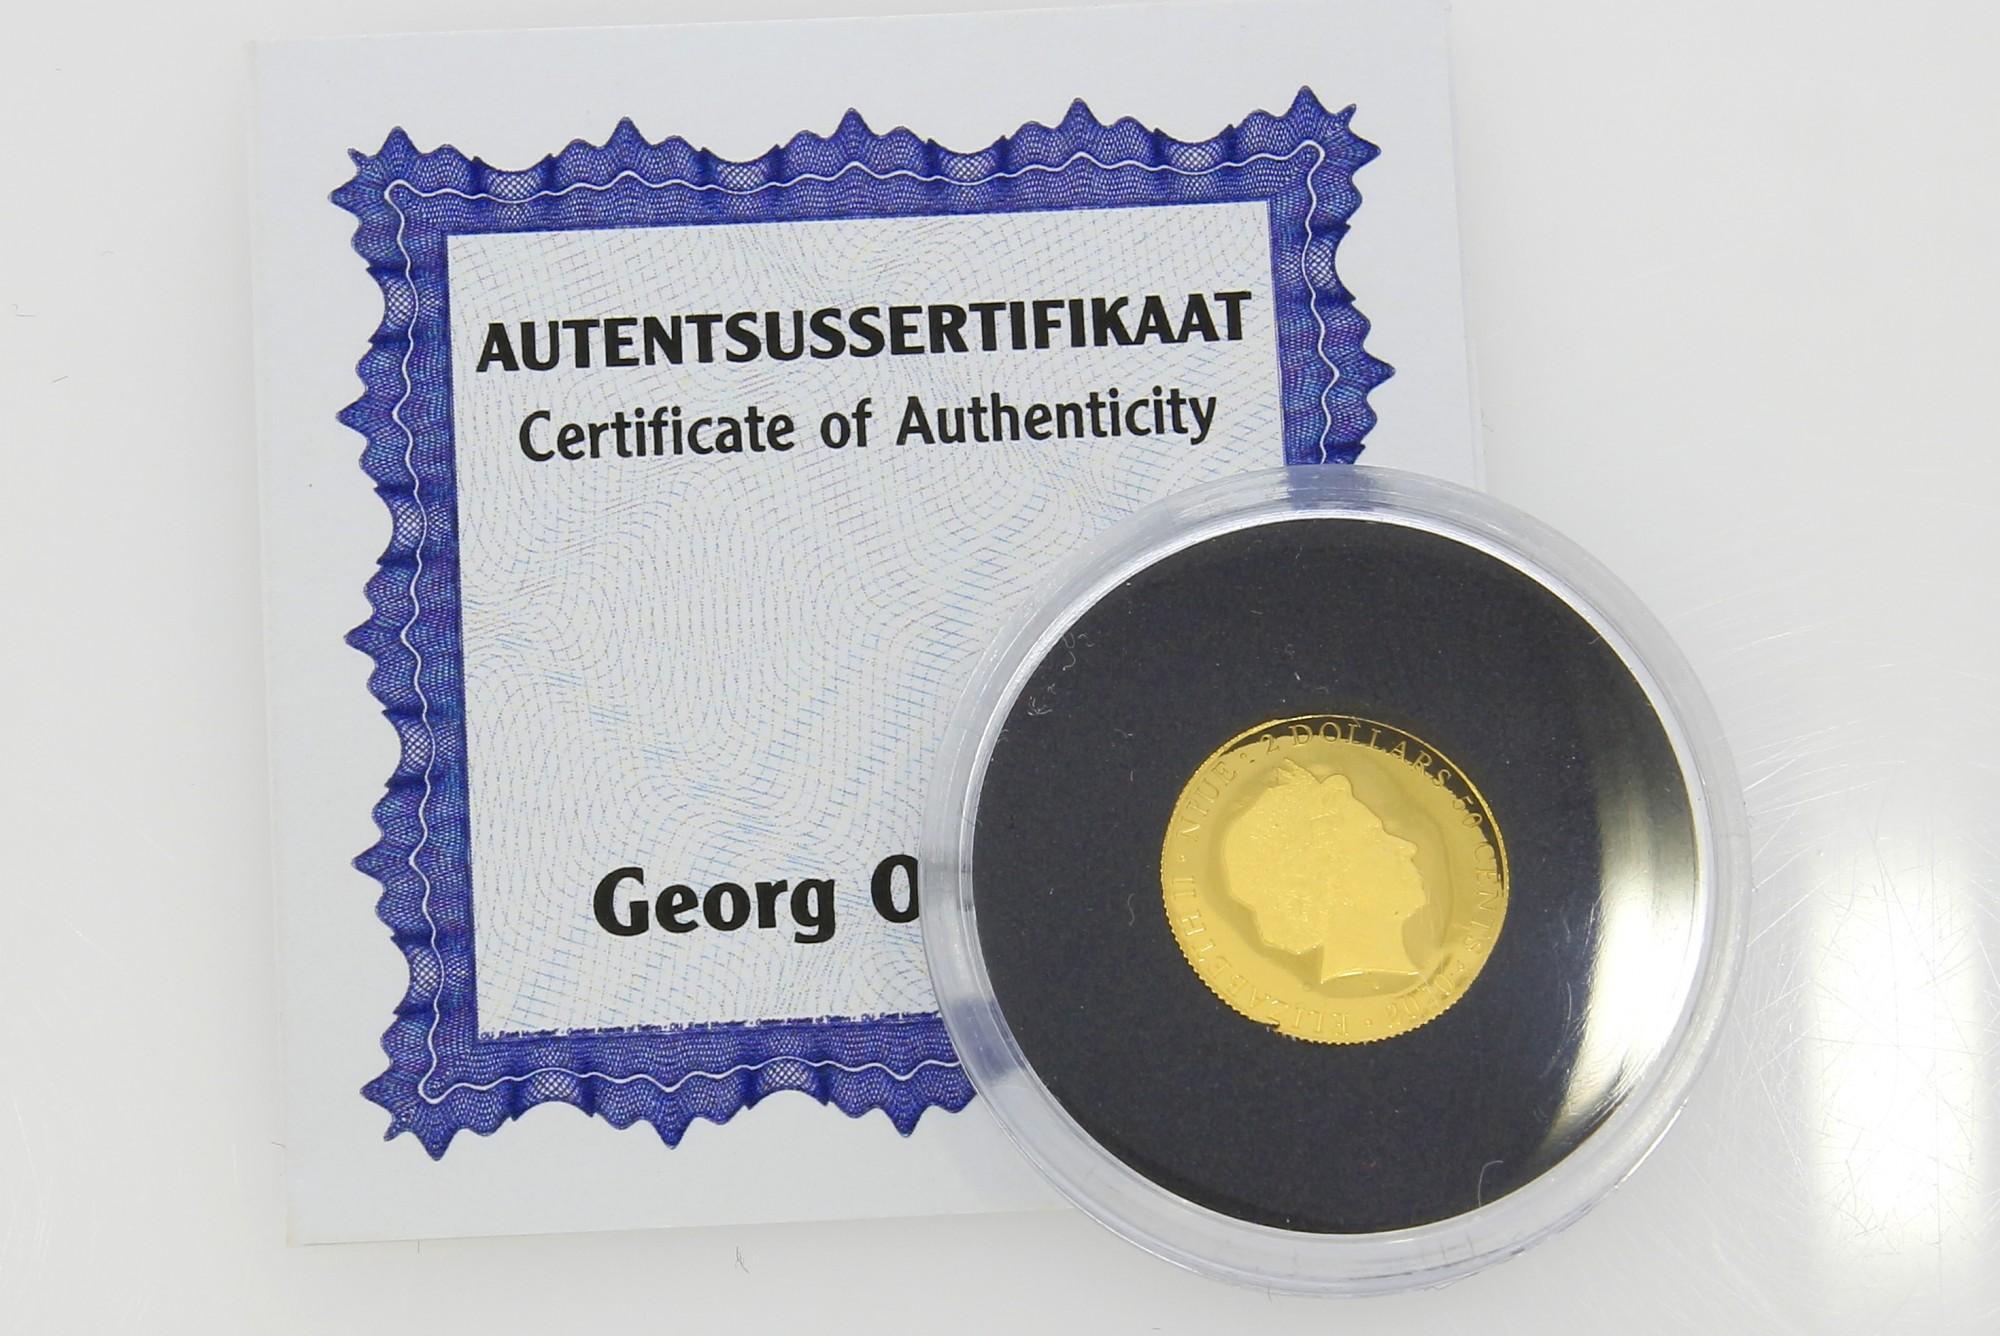 AUTENTSUSSERTIFIKAAT
Certificate of Authenticity
Georg O
ELIZABETH II · NIUE : 2 DOLLARS 50 CENTS